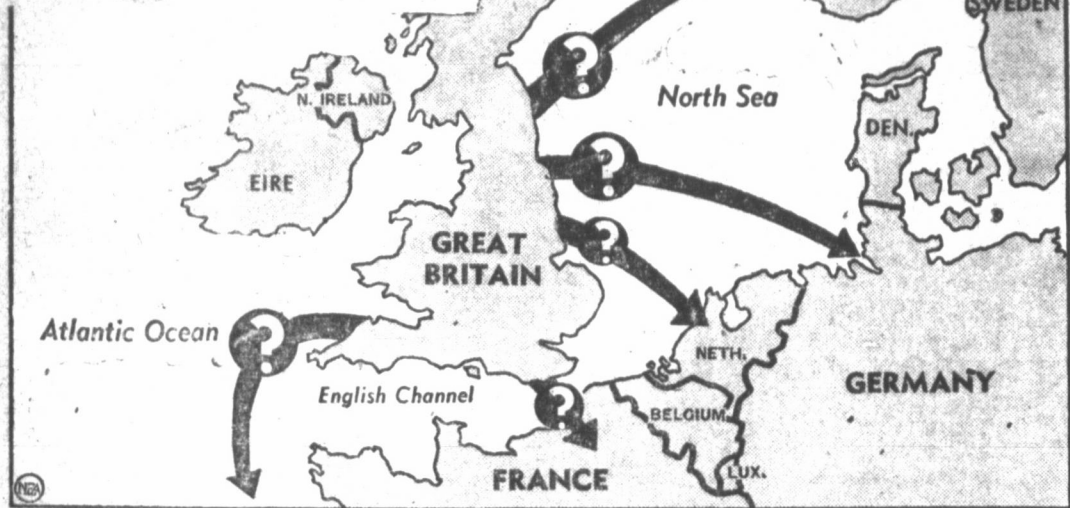 SWEDEN
?
North Sea
N. IRELAND
DEN.
?
EIRE
?
GREAT
BRITAIN
Atlantic Ocean
?
NETH.
GERMANY
English Channel
?
BELGIUM
LUX.
FRANCE
NEA